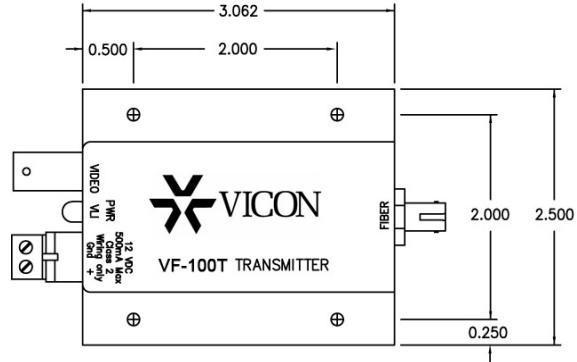 3.062
0.500
2.000
VIDEO
PWR
VLI
12 VDC
500mA Max
Class 2
Wiring only
Gnd +
VICON
VF-100T TRANSMITTER
FIBER
2.000
2.500
0.250